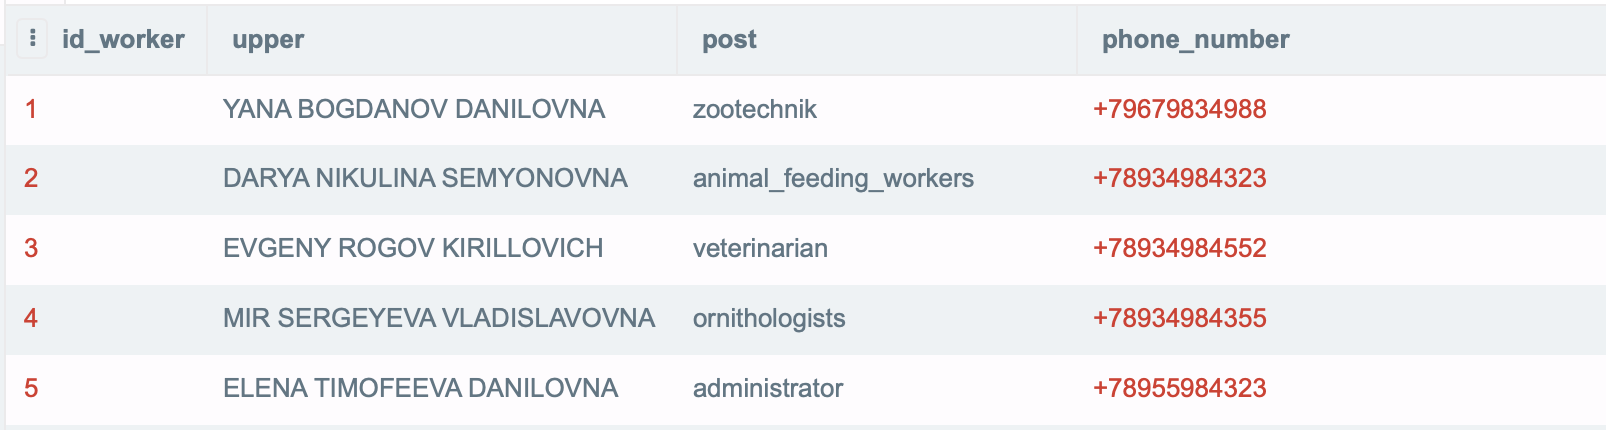 id_worker upper post phone_number
1 YANA BOGDANOV DANILOVNA zootechnik +79679834988
2 DARYA NIKULINA SEMYONOVNA animal_feeding_workers +78934984323
3 EVGENY ROGOV KIRILLOVICH veterinarian +78934984552
4 MIR SERGEYEVA VLADISLAVOVNA ornithologists +78934984355
5 ELENA TIMOFEEVA DANILOVNA administrator +78955984323